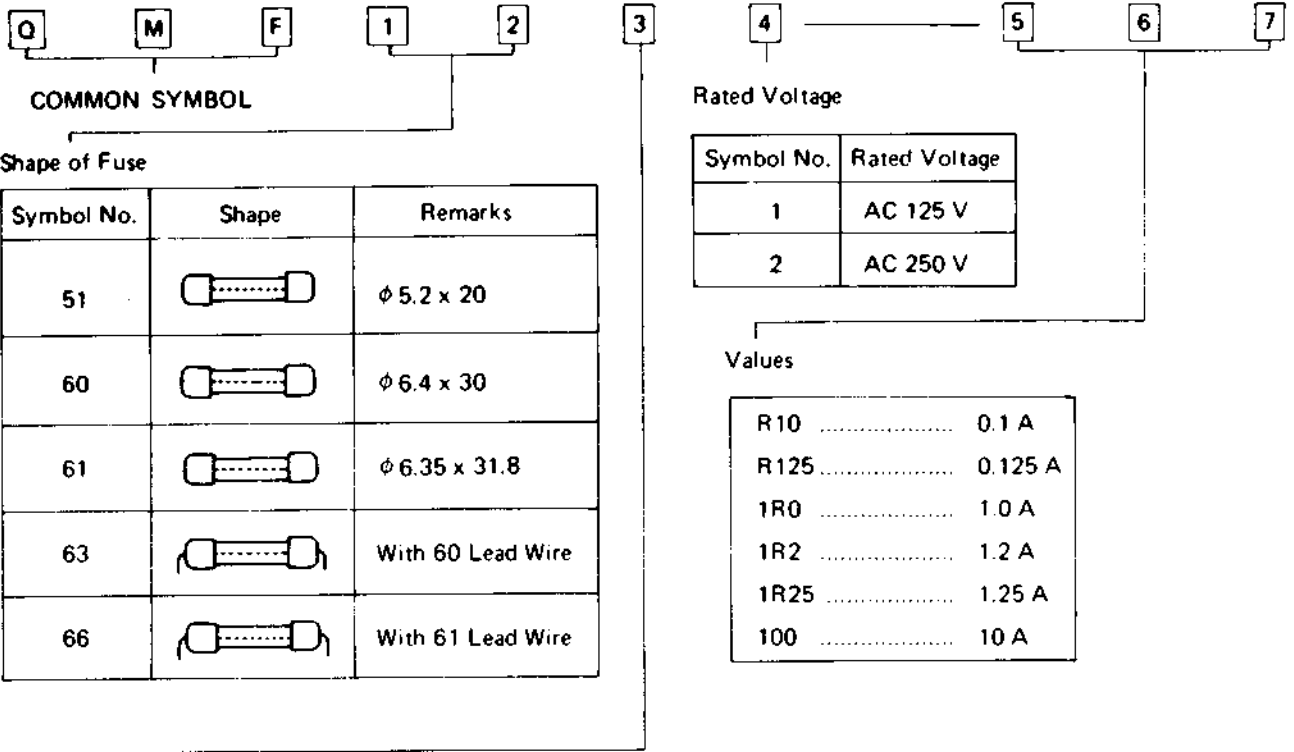 Q M F 1 2 3 4 5 6 7
COMMON SYMBOL
Shape of Fuse
Symbol No. Shape Remarks
51 φ 5.2 x 20
60 φ 6.4 x 30
61 φ 6.35 x 31.8
63 With 60 Lead Wire
66 With 61 Lead Wire
Rated Voltage
Symbol No. Rated Voltage
1 AC 125 V
2 AC 250 V
Values
R10 .................. 0.1 A
R125 .................. 0.125 A
1R0 .................. 1.0 A
1R2 .................. 1.2 A
1R25 .................. 1.25 A
100 .................. 10 A